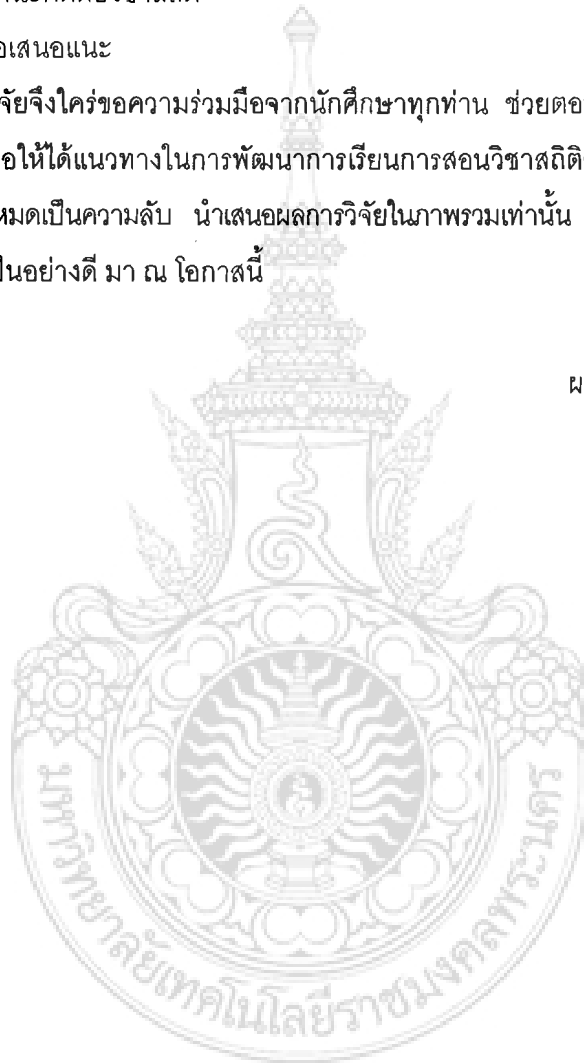 อเสนอแนะ
จัยจึงใคร่ขอความร่วมมือจากนักศึกษาทุกท่าน ช่วยตอ
อให้ได้แนวทางในการพัฒนาการเรียนการสอนวิชาสถิติ
หมดเป็นความลับ นำเสนอผลการวิจัยในภาพรวมเท่านั้น
ป็นอย่างดี มา ณ โอกาสนี้
ผ
มหาวิทยาลัยเทคโนโลยีราชมงคลพระนคร